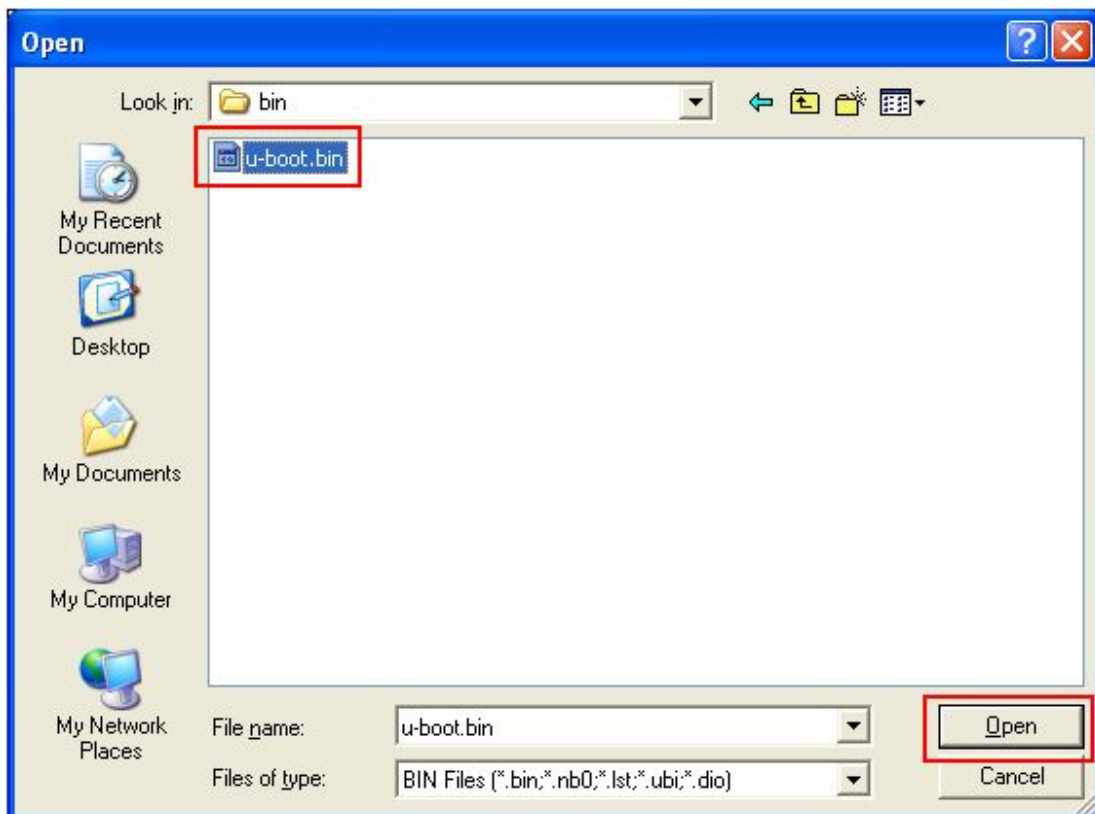 Open
Look in:
bin
u-boot.bin
My Recent
Documents
Desktop
My Documents
My Computer
My Network
Places
File name:
u-boot.bin
Open
Files of type:
BIN Files (*.bin;*.nb0;*.lst;*.ubi;*.dio)
Cancel